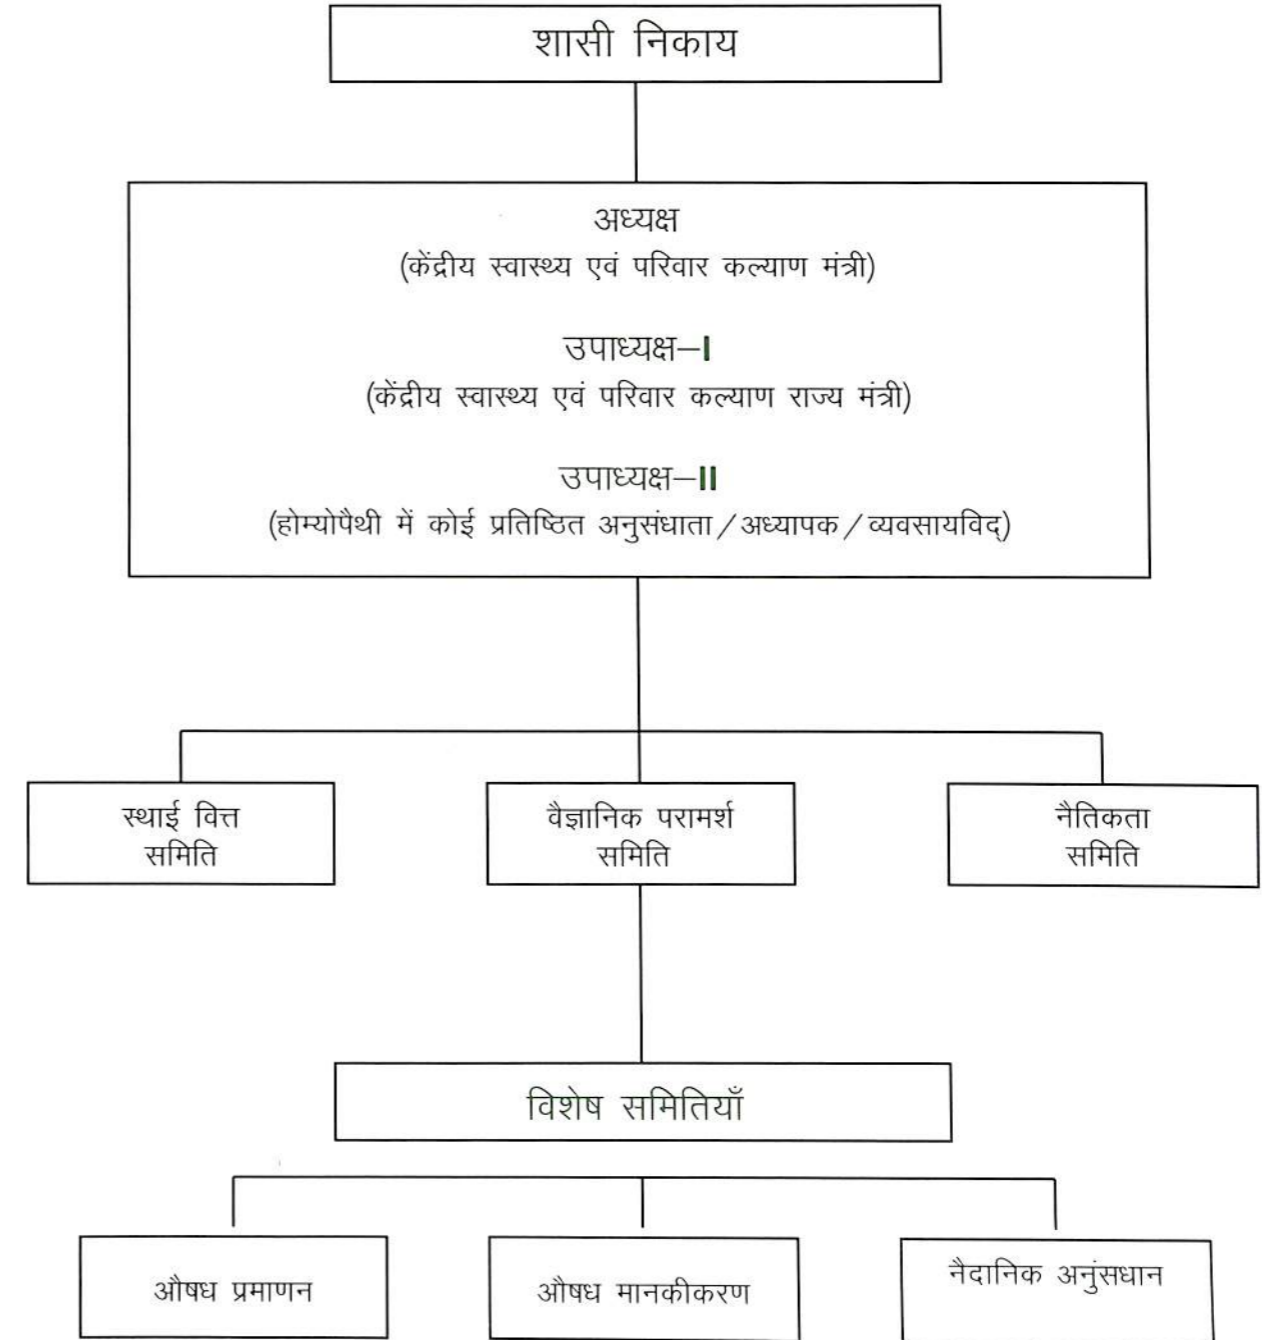 शासी निकाय
अध्यक्ष
(केंद्रीय स्वास्थ्य एवं परिवार कल्याण मंत्री)
उपाध्यक्ष–I
(केंद्रीय स्वास्थ्य एवं परिवार कल्याण राज्य मंत्री)
उपाध्यक्ष–II
(होम्योपैथी में कोई प्रतिष्ठित अनुसंधाता/अध्यापक/व्यवसायविद्)
स्थाई वित्त
समिति
वैज्ञानिक परामर्श
समिति
नैतिकता
समिति
विशेष समितियाँ
औषध प्रमाणन
औषध मानकीकरण
नैदानिक अनुंसधान